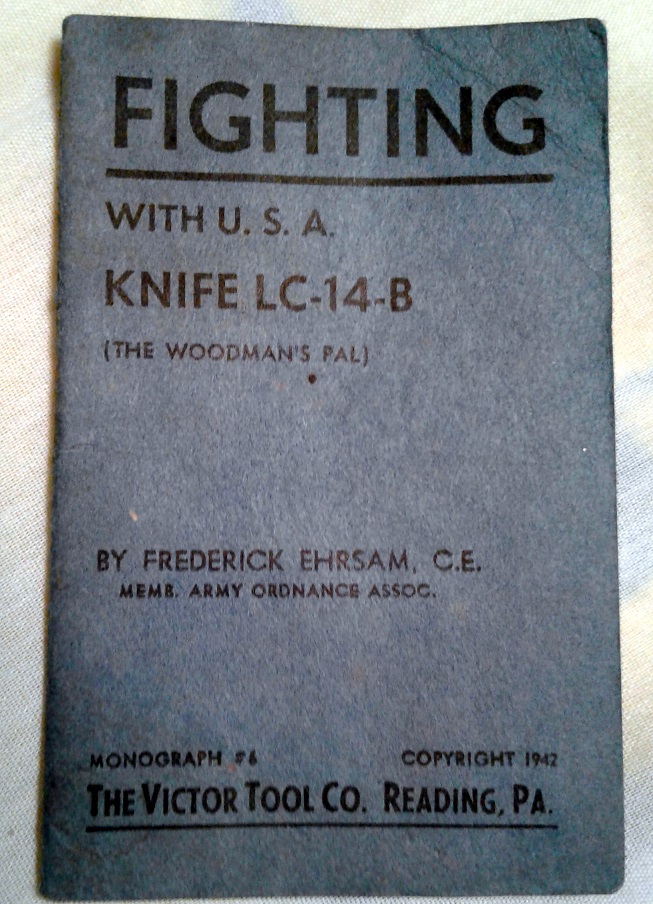 FIGHTING
WITH U. S. A.
KNIFE LC-14-B
(THE WOODMAN'S PAL)
BY FREDERICK EHRSAM, C.E.
MEMB. ARMY ORDNANCE ASSOC.
MONOGRAPH #6 COPYRIGHT 1942
THE VICTOR TOOL CO. READING, PA.